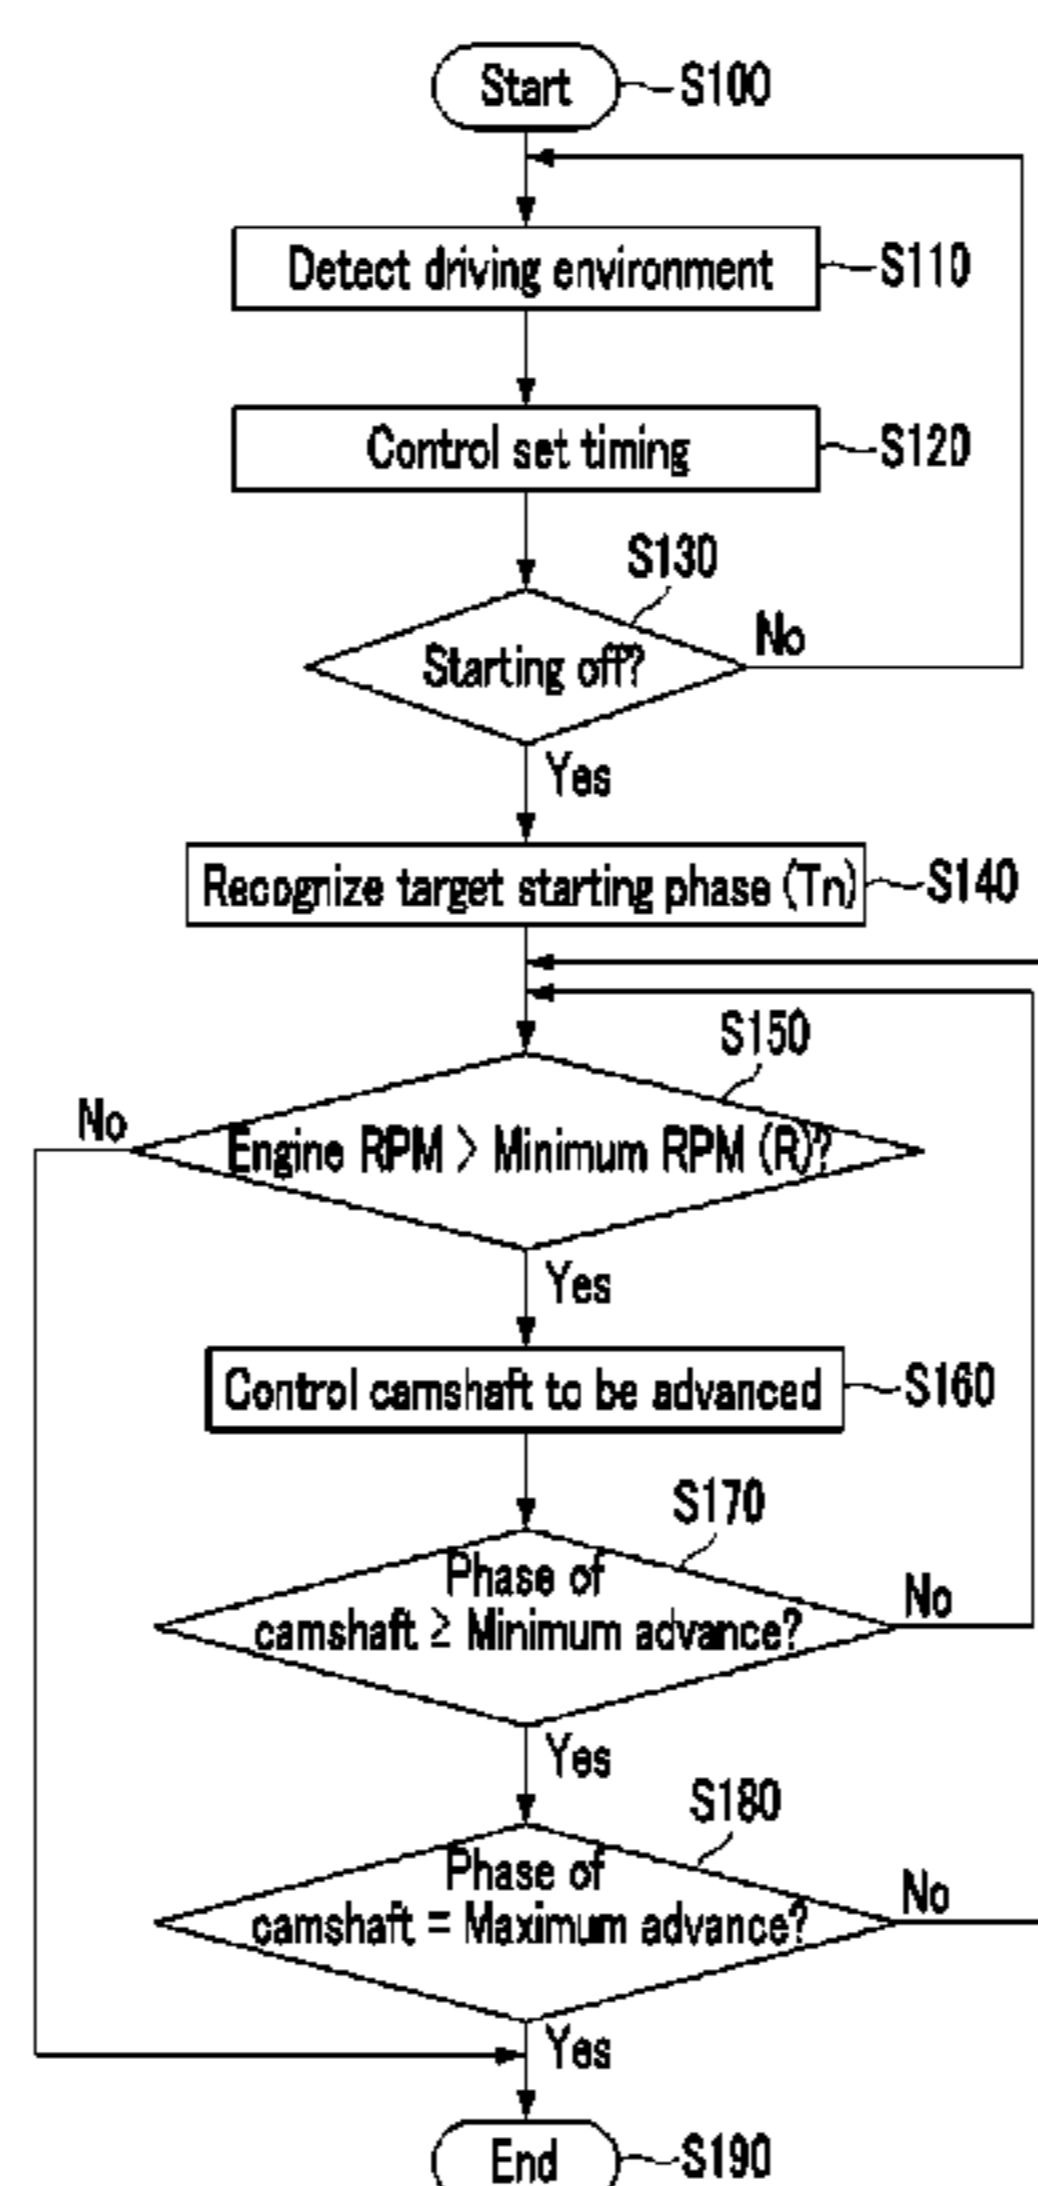 Start S100
Detect driving environment S110
Control set timing S120
S130
Starting off? No
Yes
Recognize target starting phase (Tn) S140
S150
No
Engine RPM > Minimum RPM (R)?
Yes
Control camshaft to be advanced S160
S170
Phase of
camshaft ≥ Minimum advance? No
Yes
S180
Phase of
camshaft = Maximum advance? No
Yes
End S190